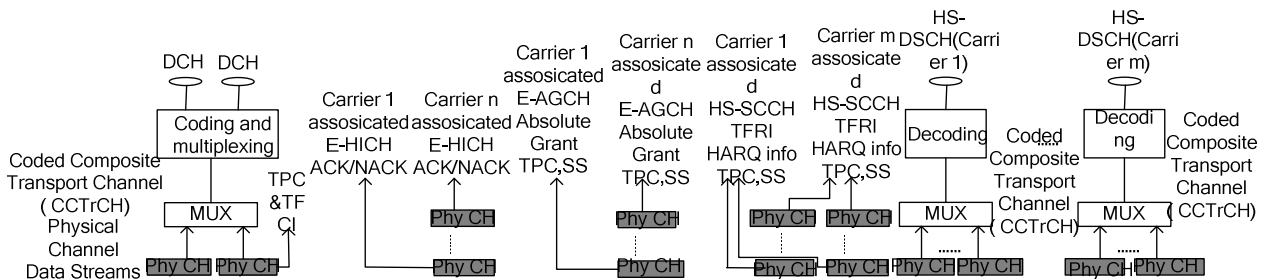 DCH
DCH
Coding and
multiplexing
Coded Composite
Transport Channel
( CCTrCH)
Physical
Channel
Data Streams
MUX
Phy CH
Phy CH
TPC
&TF
CI
Carrier 1
assosicated
E-HICH
ACK/NACK
Carrier n
assosicated
E-HICH
ACK/NACK
Phy CH
Phy CH
Carrier 1
assosicated
E-AGCH
Absolute
Grant
TPC,SS
Carrier n
assosicate
d
E-AGCH
Absolute
Grant
TPC,SS
Phy CH
Phy CH
Carrier 1
assosicate
d
HS-SCCH
TFRI
HARQ info
TPC,SS
Carrier m
assosicate
d
HS-SCCH
TFRI
HARQ info
TPC,SS
Phy CH
Phy CH
Phy CH
Phy CH
HS-
DSCH(Carri
er 1)
Decoding
Coded
......
Composite
Transport
Channel
( CCTrCH)
MUX
......
Phy CH
Phy CH
HS-
DSCH(Carri
er m)
Decodi
ng
Coded
Composite
Transport
Channel
( CCTrCH)
MUX
......
Phy CH
Phy CH